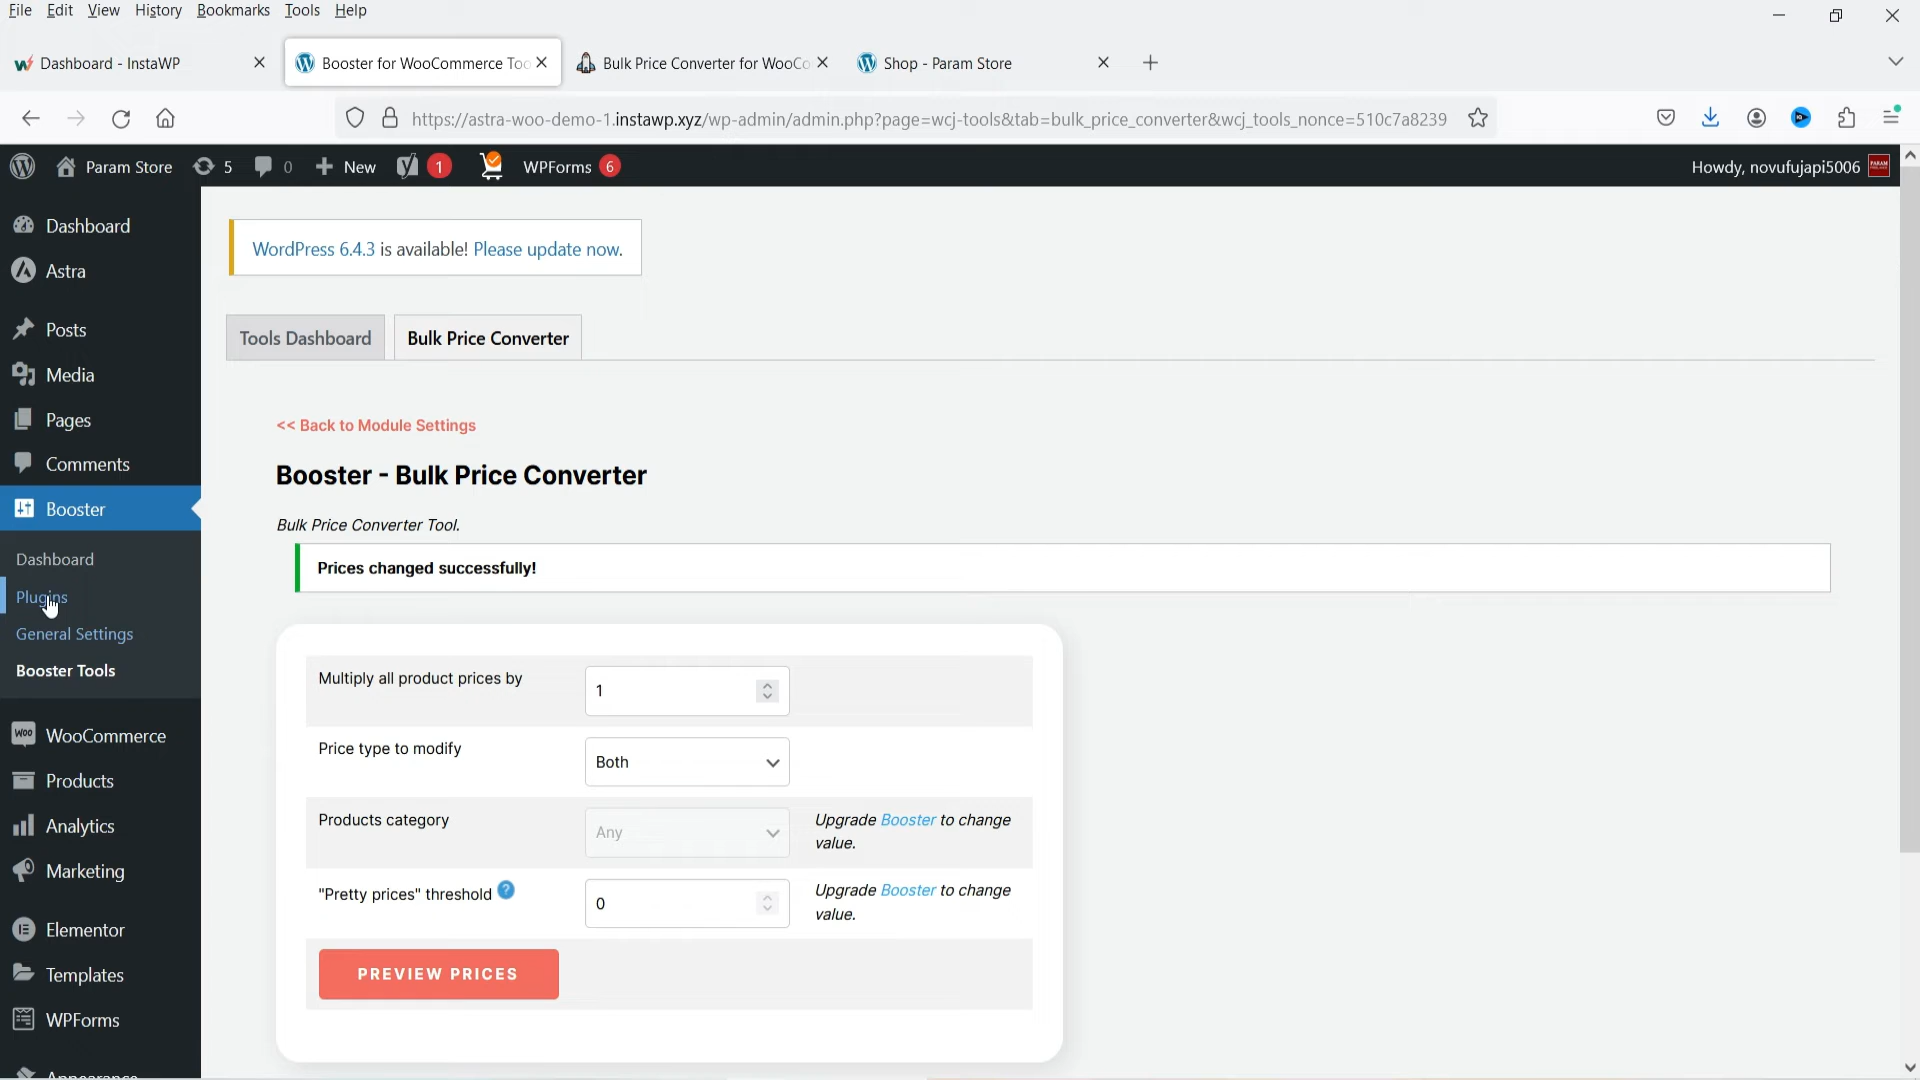 File Edit View History Bookmarks Tools Help
Dashboard - InstaWP
Booster for WooCommerce Too
Bulk Price Converter for WooCo
Shop - Param Store
https://astra-woo-demo-1.instawp.xyz/wp-admin/admin.php?page=wcj-tools&tab=bulk_price_converter&wcj_tools_nonce=510c7a8239
Param Store 5 0 New 1 WPForms 6 Howdy, novufujapi5006
Dashboard
Astra
Posts
Media
Pages
Comments
Booster
Dashboard
Plugins
General Settings
Booster Tools
WooCommerce
Products
Analytics
Marketing
Elementor
Templates
WPForms
WordPress 6.4.3 is available! Please update now.
Tools Dashboard
Bulk Price Converter
<< Back to Module Settings
Booster - Bulk Price Converter
Bulk Price Converter Tool.
Prices changed successfully!
Multiply all product prices by 1
Price type to modify Both
Products category Any Upgrade Booster to change
value.
"Pretty prices" threshold ? 0 Upgrade Booster to change
value.
PREVIEW PRICES